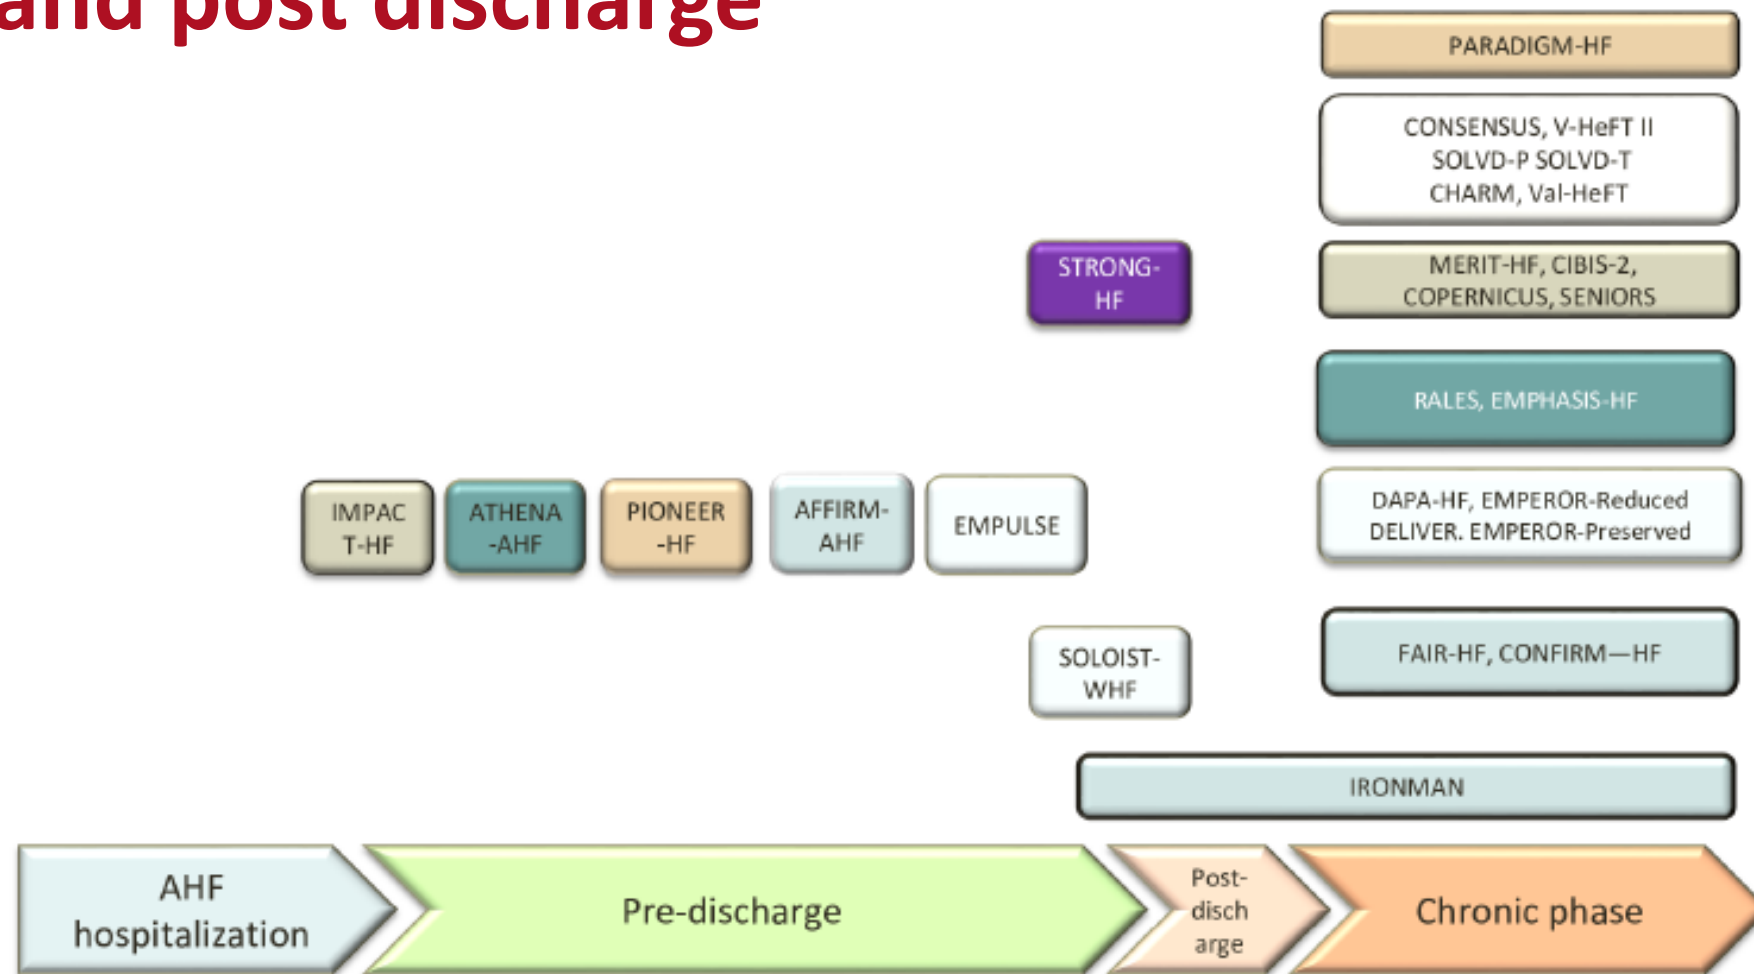 and post discharge
PARADIGM-HF
CONSENSUS, V-HeFT II
SOLVD-P SOLVD-T
CHARM, Val-HeFT
STRONG-
HF
MERIT-HF, CIBIS-2,
COPERNICUS, SENIORS
RALES, EMPHASIS-HF
IMPAC
T-HF
ATHENA
-AHF
PIONEER
-HF
AFFIRM-
AHF
EMPULSE
DAPA-HF, EMPEROR-Reduced
DELIVER. EMPEROR-Preserved
SOLOIST-
WHF
FAIR-HF, CONFIRM—HF
IRONMAN
AHF
hospitalization
Pre-discharge
Post-
disch
arge
Chronic phase